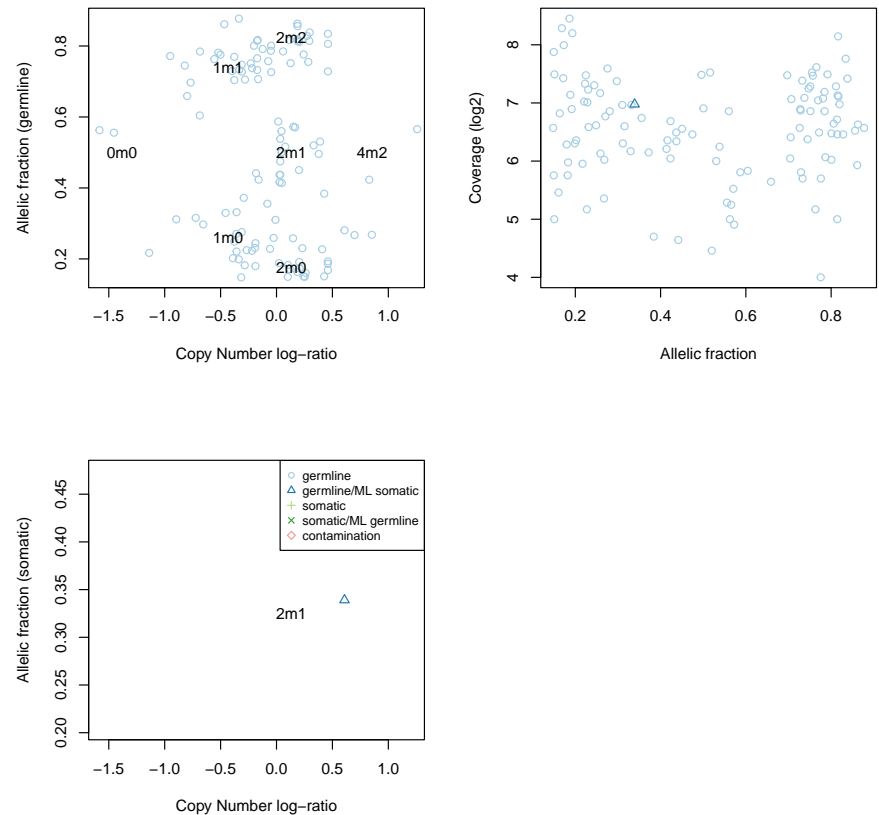 Allelic fraction (germline)
0.8
0.6
0.4
0.2
2m2
1m1
0m0
2m1
4m2
1m0
2m0
−1.5 −1.0 −0.5 0.0 0.5 1.0
Copy Number log−ratio
Coverage (log2)
8
7
6
5
4
0.2 0.4 0.6 0.8
Allelic fraction
Allelic fraction (somatic)
0.45
0.40
0.35
0.30
0.25
0.20
germline
germline/ML somatic
somatic
somatic/ML germline
contamination
2m1
−1.5 −1.0 −0.5 0.0 0.5 1.0
Copy Number log−ratio